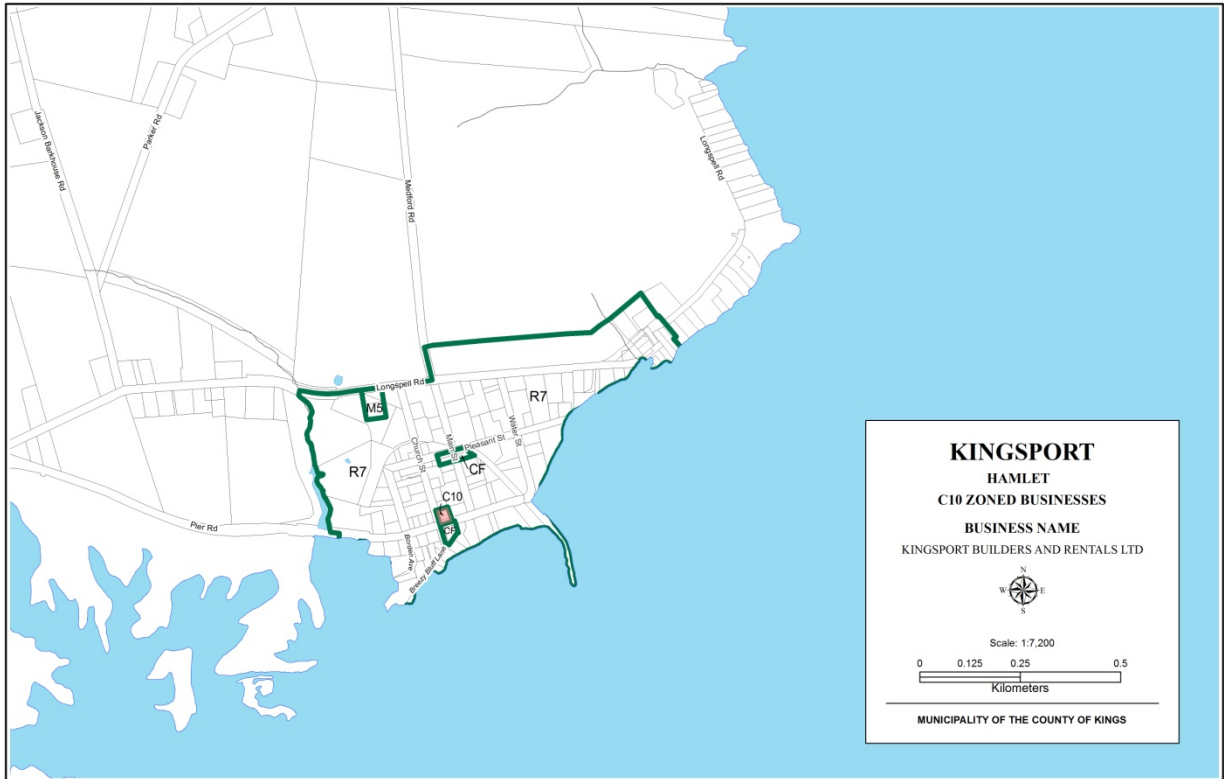 Jackson Barkhouse Rd
Parker Rd
Medford Rd
Longspell Rd
Longspell Rd
M5
R7
R7
Church St
Main St
Pleasant St
Water St
CF
C10
CF
Pier Rd
Borden Ave
Breezy Bluff Lane
KINGSPORT
HAMLET
C10 ZONED BUSINESSES
BUSINESS NAME
KINGSPORT BUILDERS AND RENTALS LTD
N
W E
S
Scale: 1:7,200
0 0.125 0.25 0.5
Kilometers
MUNICIPALITY OF THE COUNTY OF KINGS